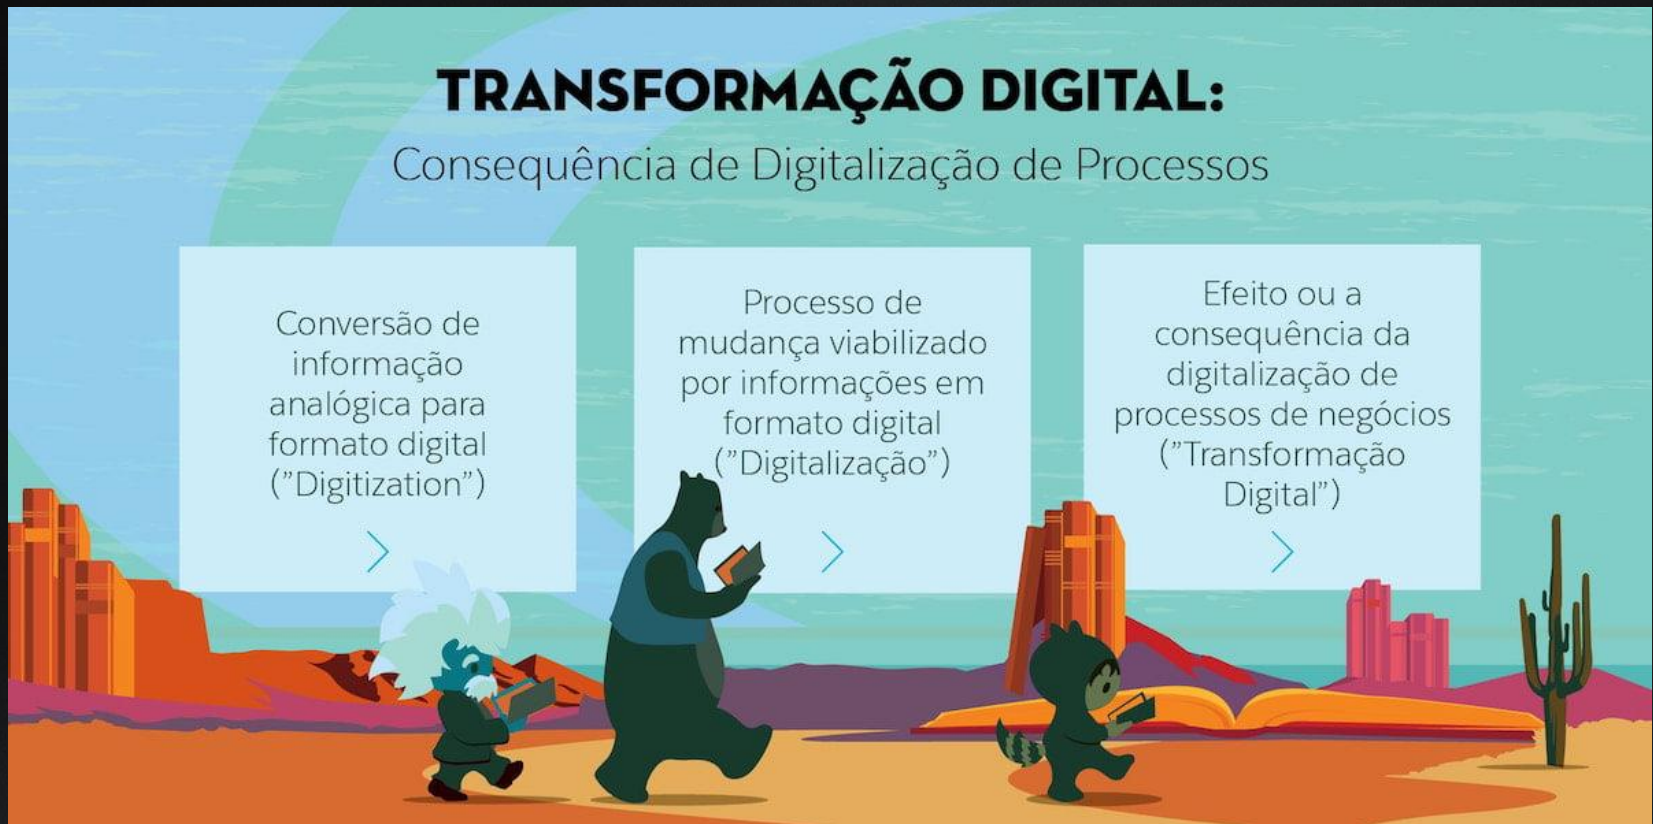 TRANSFORMAÇÃO DIGITAL:
Consequência de Digitalização de Processos
Conversão de
informação
analógica para
formato digital
(”Digitization”)
Processo de
mudança viabilizado
por informações em
formato digital
(”Digitalização”)
Efeito ou a
consequência da
digitalização de
processos de negócios
(”Transformação
Digital”)